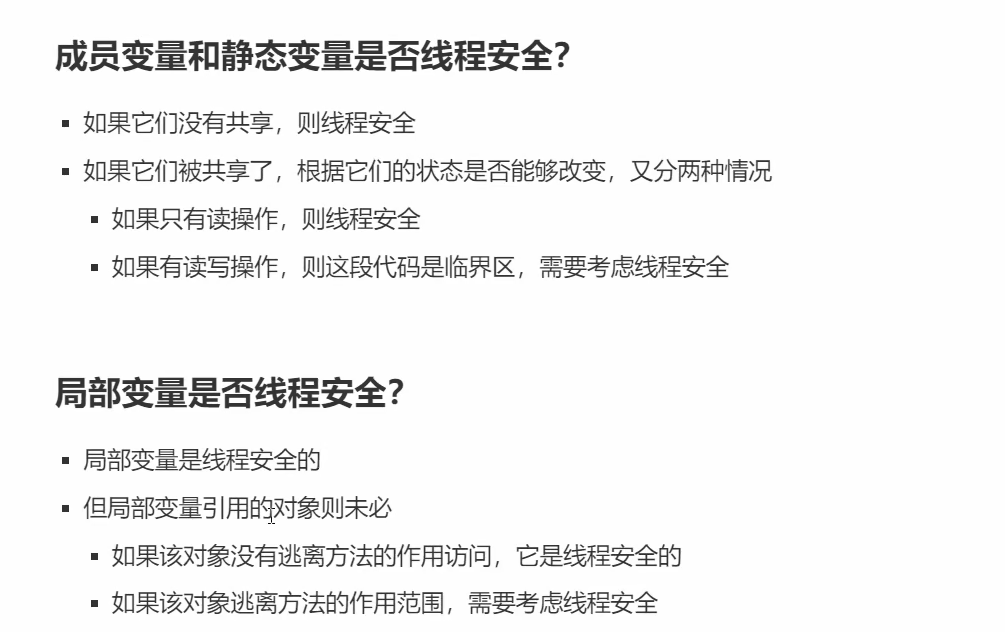 成员变量和静态变量是否线程安全？
如果它们没有共享，则线程安全
如果它们被共享了，根据它们的状态是否能够改变，又分两种情况
如果只有读操作，则线程安全
如果有读写操作，则这段代码是临界区，需要考虑线程安全
局部变量是否线程安全？
局部变量是线程安全的
但局部变量引用的对象则未必
如果该对象没有逃离方法的作用访问，它是线程安全的
如果该对象逃离方法的作用范围，需要考虑线程安全